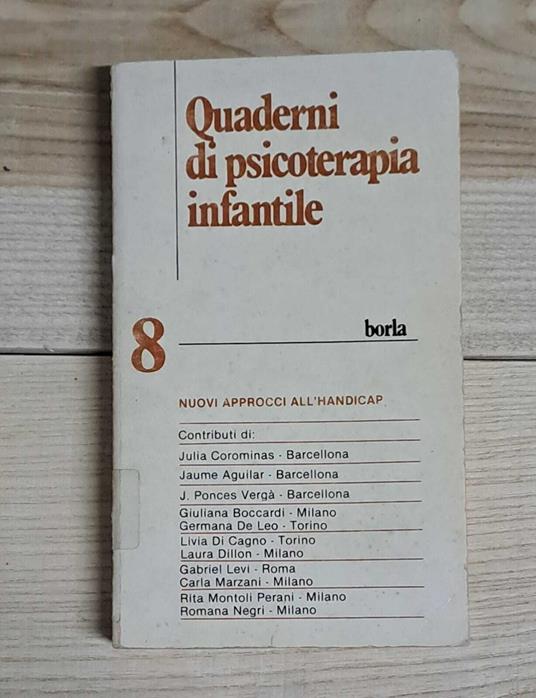 Quaderni
di psicoterapia
infantile
8
borla
NUOVI APPROCCI ALL'HANDICAP
Contributi di:
Julia Corominas - Barcellona
Jaume Aguilar - Barcellona
J. Ponces Vergà - Barcellona
Giuliana Boccardi - Milano
Germana De Leo - Torino
Livia Di Cagno - Torino
Laura Dillon - Milano
Gabriel Levi - Roma
Carla Marzani - Milano
Rita Montoli Perani - Milano
Romana Negri - Milano